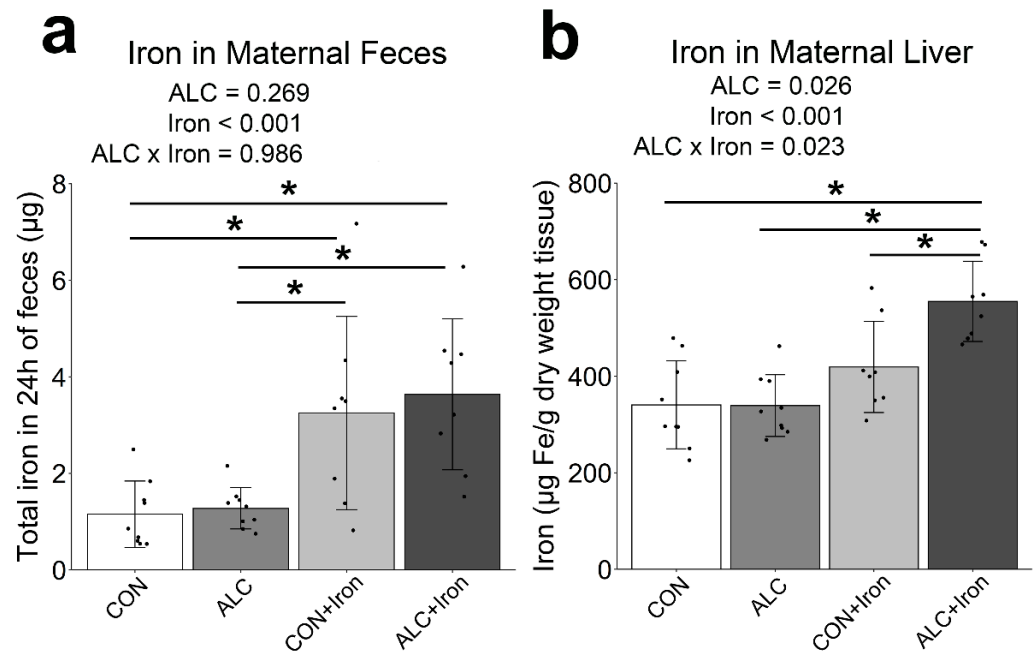 a
Iron in Maternal Feces
ALC = 0.269
Iron < 0.001
ALC x Iron = 0.986
Total iron in 24h of feces (μg)
8
6
4
2
0
*
*
*
*
CON
ALC
CON+Iron
ALC+Iron
b
Iron in Maternal Liver
ALC = 0.026
Iron < 0.001
ALC x Iron = 0.023
Iron (μg Fe/g dry weight tissue)
800
600
400
200
0
*
*
*
CON
ALC
CON+Iron
ALC+Iron